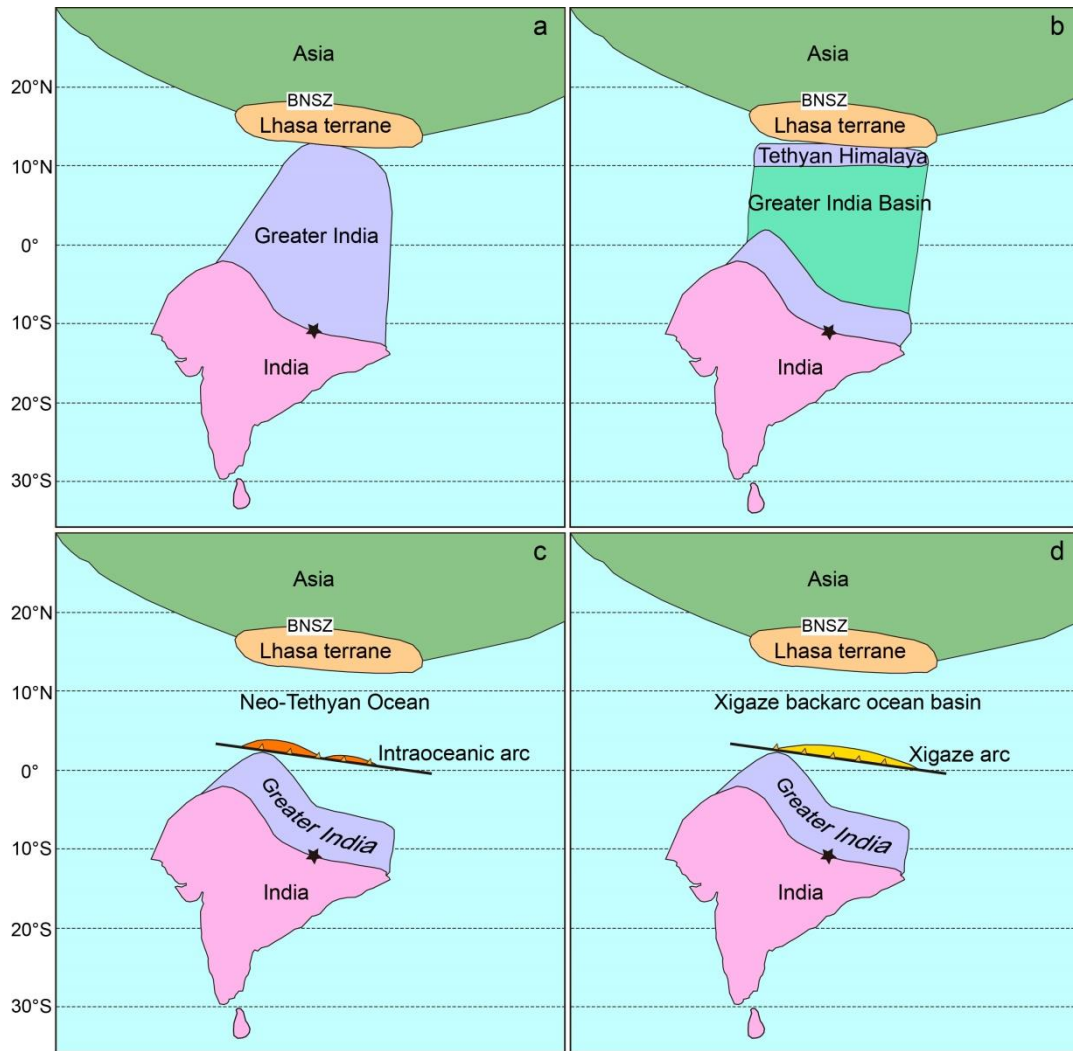 a
Asia
20°N
BNSZ
Lhasa terrane
10°N
Greater India
0°
10°S
India
20°S
30°S
b
Asia
BNSZ
Lhasa terrane
Tethyan Himalaya
Greater India Basin
India
c
Asia
20°N
BNSZ
Lhasa terrane
10°N
Neo-Tethyan Ocean
Intraoceanic arc
0°
Greater India
10°S
India
20°S
30°S
d
Asia
BNSZ
Lhasa terrane
Xigaze backarc ocean basin
Xigaze arc
Greater India
India